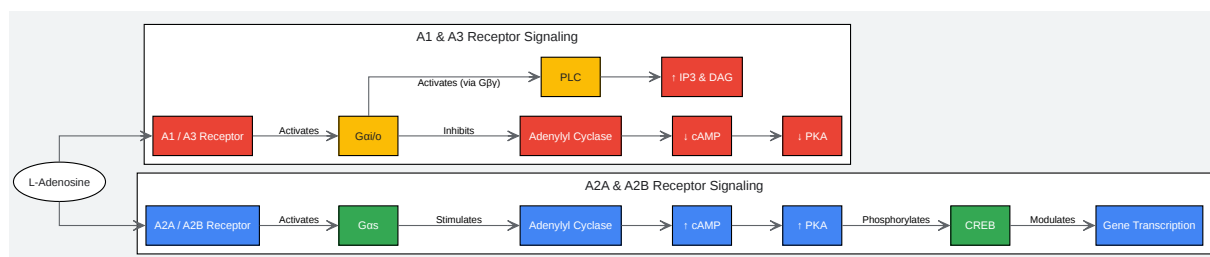 A1 & A3 Receptor Signaling
PLC
↑ IP3 & DAG
Activates (via Gβγ)
A1 / A3 Receptor
Activates
Gαi/o
Inhibits
Adenylyl Cyclase
↓ cAMP
↓ PKA
L-Adenosine
A2A & A2B Receptor Signaling
A2A / A2B Receptor
Activates
Gαs
Stimulates
Adenylyl Cyclase
↑ cAMP
↑ PKA
Phosphorylates
CREB
Modulates
Gene Transcription